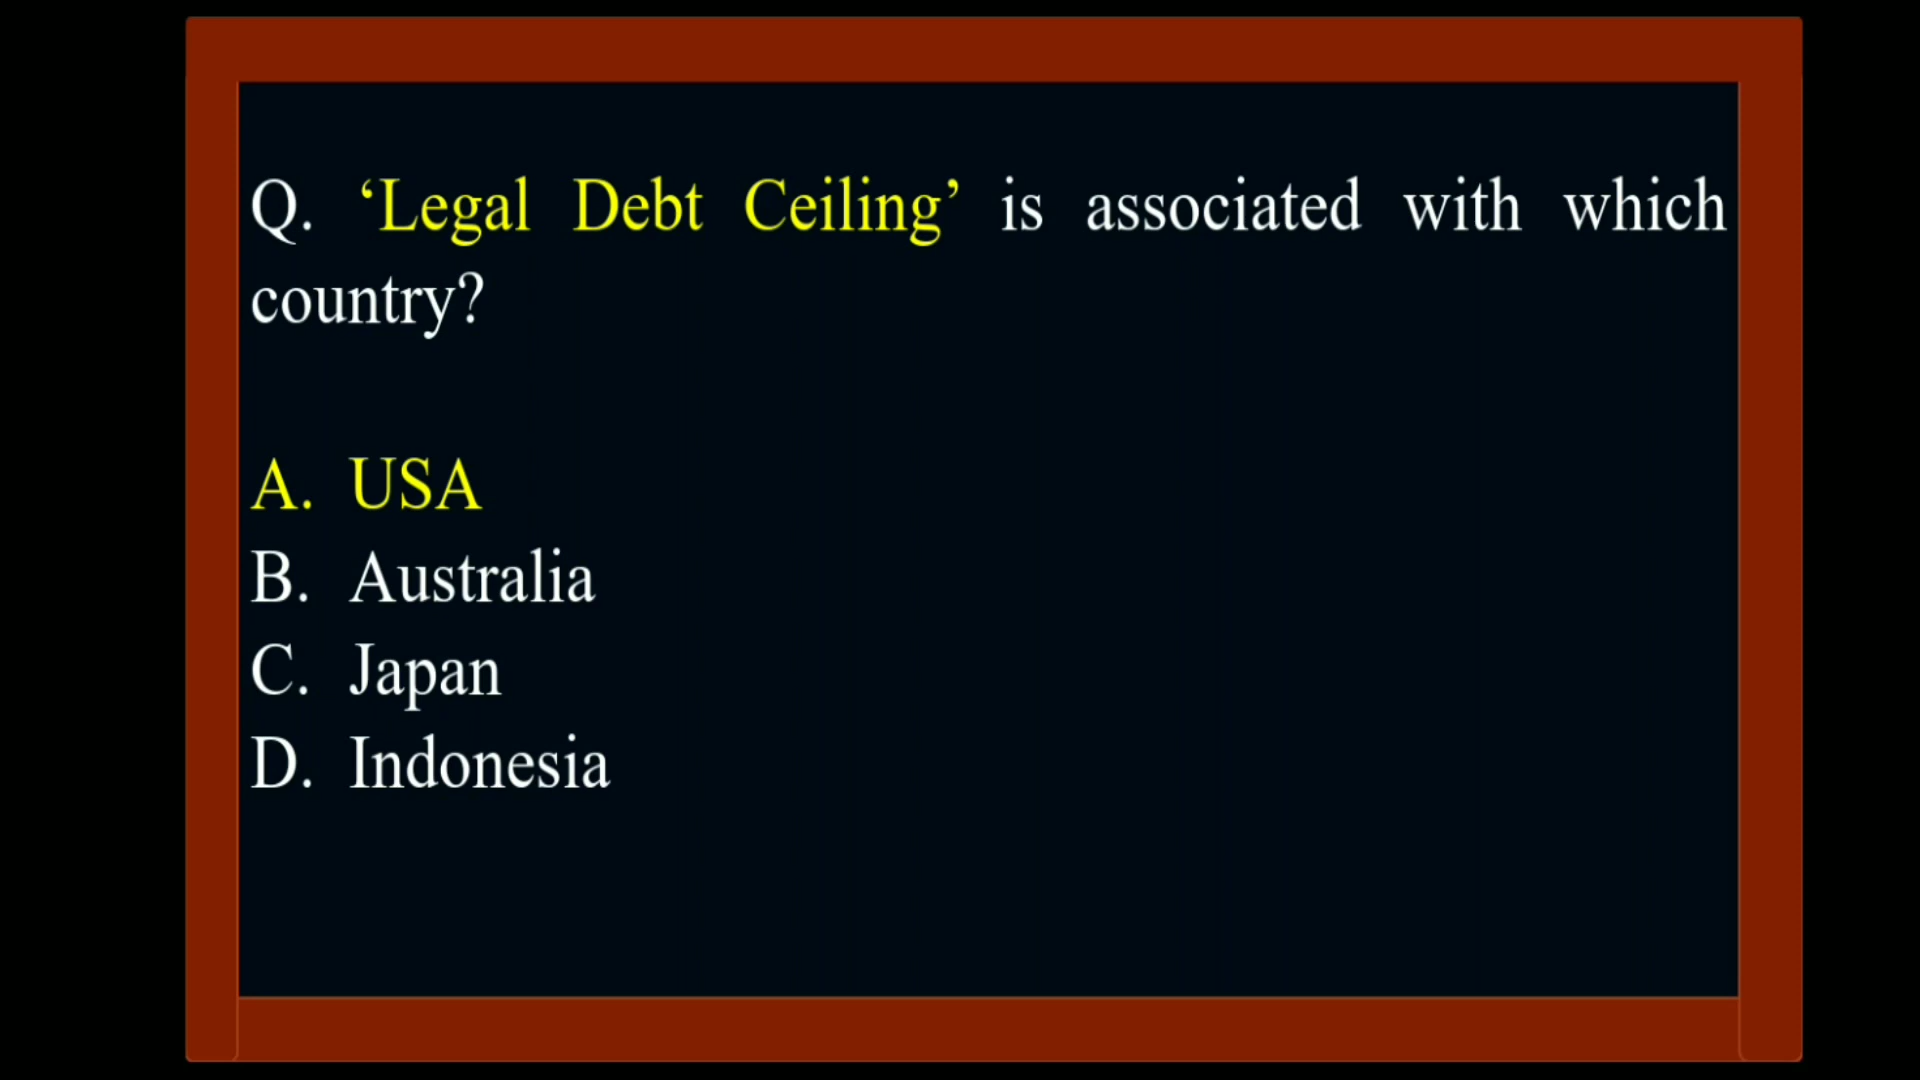 Q. ‘Legal Debt Ceiling’ is associated with which
country?
A. USA
B. Australia
C. Japan
D. Indonesia